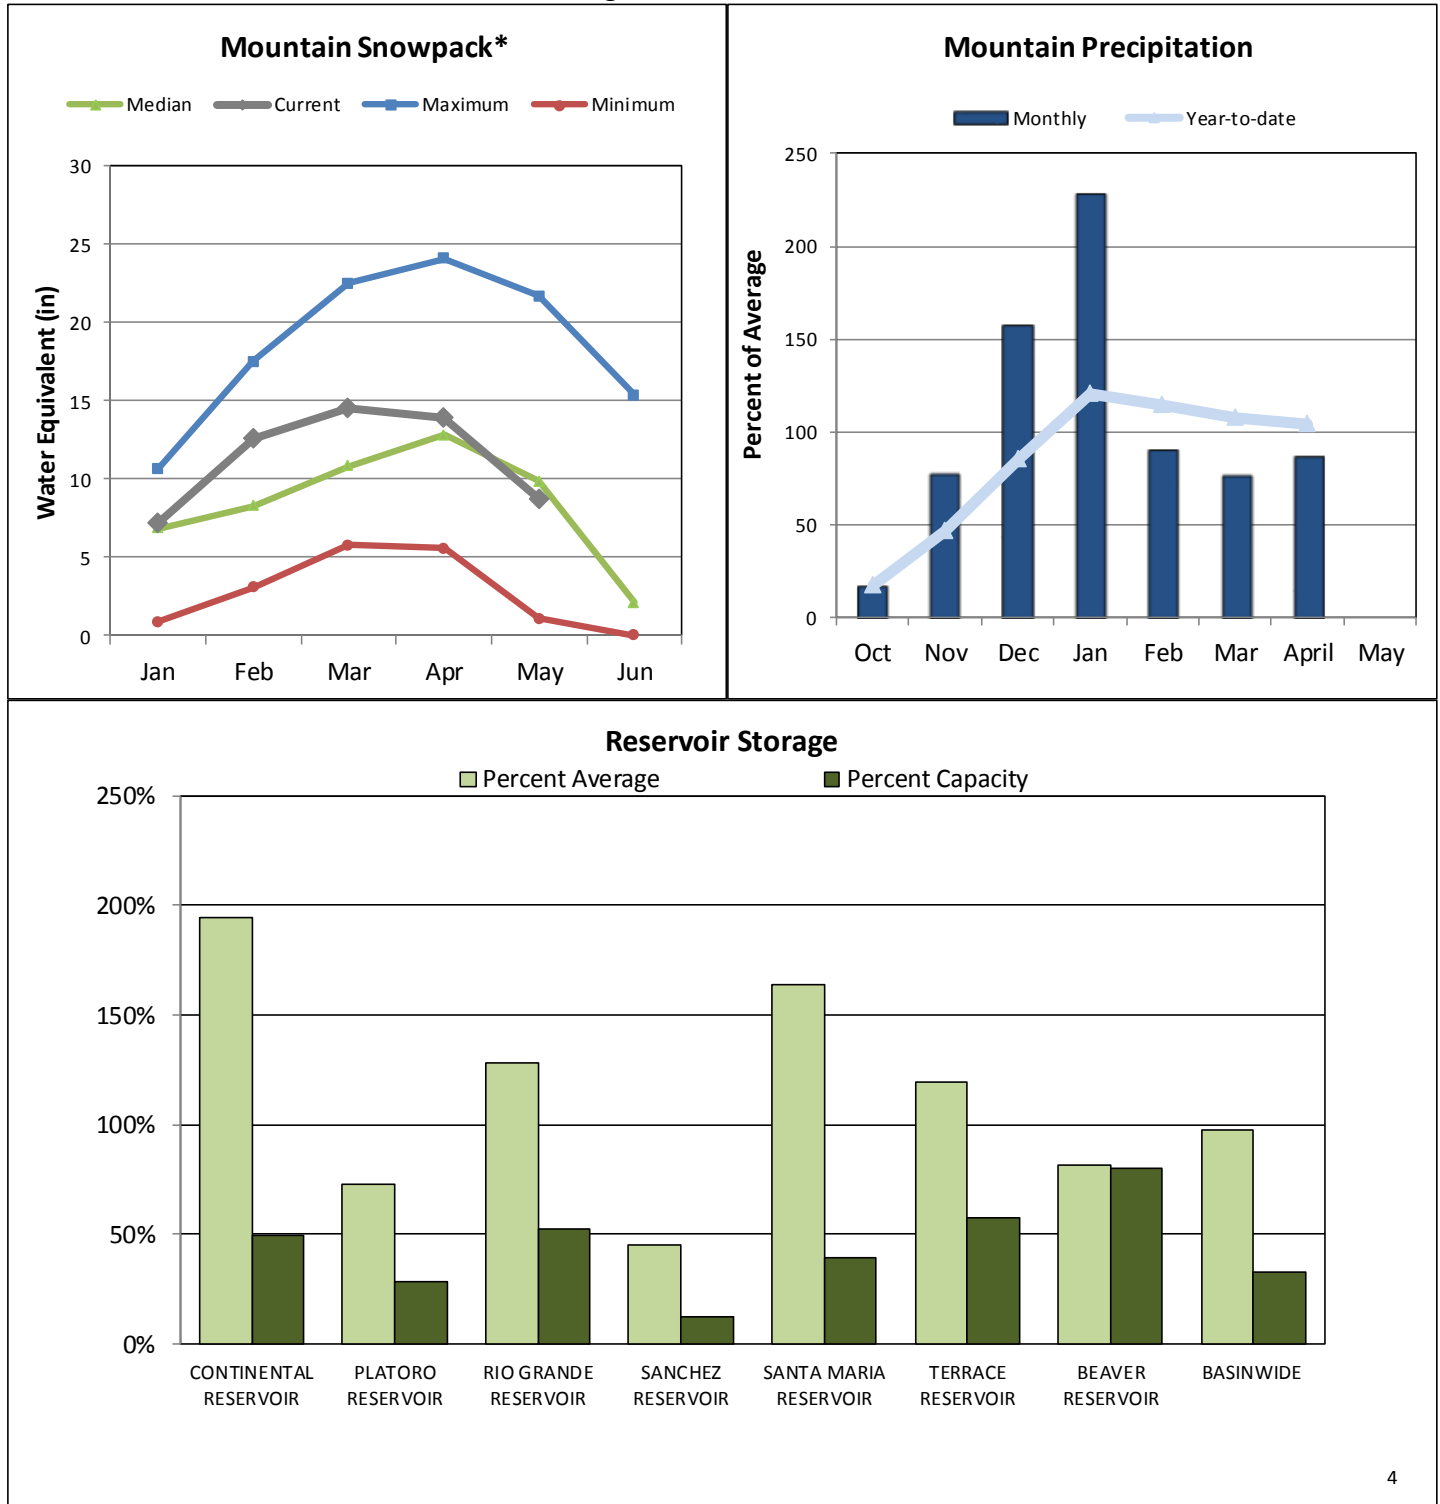 Mountain Snowpack*
Median Current Maximum Minimum
30
25
20
15
10
5
0
Water Equivalent (in)
Jan Feb Mar Apr May Jun
Mountain Precipitation
Monthly Year-to-date
250
200
150
100
50
0
Percent of Average
Oct Nov Dec Jan Feb Mar April May
Reservoir Storage
Percent Average Percent Capacity
250%
200%
150%
100%
50%
0%
CONTINENTAL RESERVOIR
PLATORO RESERVOIR
RIO GRANDE RESERVOIR
SANCHEZ RESERVOIR
SANTA MARIA RESERVOIR
TERRACE RESERVOIR
BEAVER RESERVOIR
BASINWIDE
4